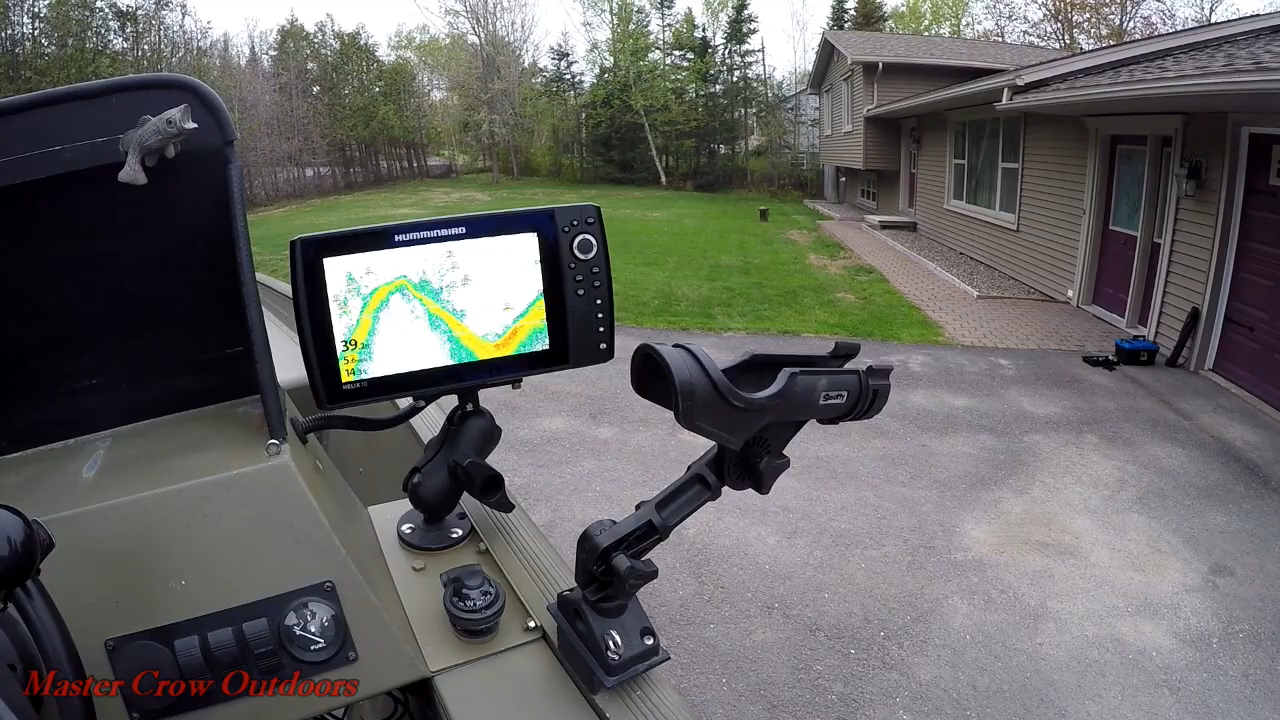 HUMMINBIRD
39.2
5.6
14.3
HELIX 10
Scotty
W
FUEL
Master Crow Outdoors